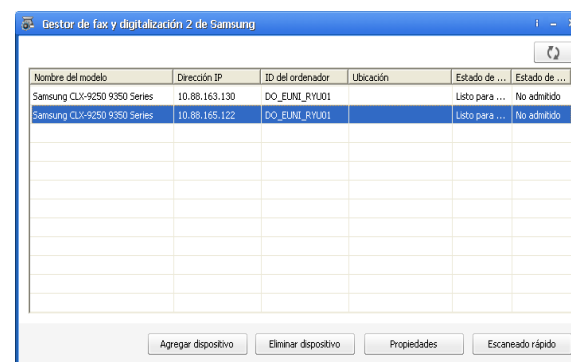 Gestor de fax y digitalización 2 de Samsung
Nombre del modelo Dirección IP ID del ordenador Ubicación Estado de ... Estado de ...
Samsung CLX-9250 9350 Series 10.88.163.130 DO_EUNI_RYU01 Listo para ... No admitido
Samsung CLX-9250 9350 Series 10.88.165.122 DO_EUNI_RYU01 Listo para ... No admitido
Agregar dispositivo Eliminar dispositivo Propiedades Escaneado rápido